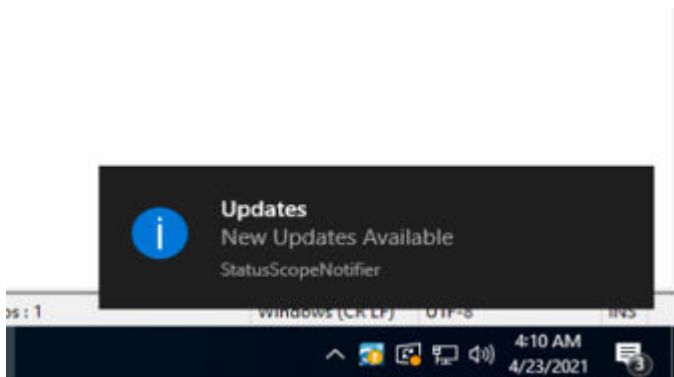 Updates
New Updates Available
StatusScopeNotifier
os : 1 Windows (CR LF) UTF-8 INS
4:10 AM
4/23/2021
3